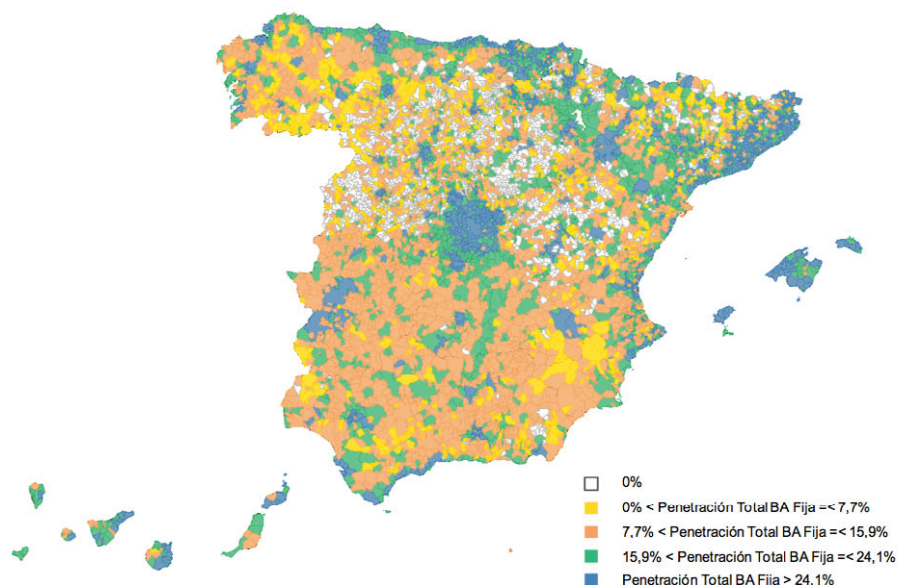 0%
0% < Penetración Total BA Fija =< 7,7%
7,7% < Penetración Total BA Fija =< 15,9%
15,9% < Penetración Total BA Fija =< 24,1%
Penetración Total BA Fija > 24,1%